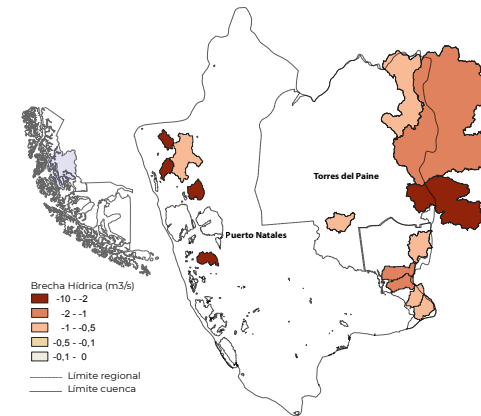 Torres del Paine
Puerto Natales
Brecha Hídrica (m3/s)
-10 - -2
-2 - -1
-1 - -0,5
-0,5 - -0,1
-0,1 - 0
Límite regional
Límite cuenca